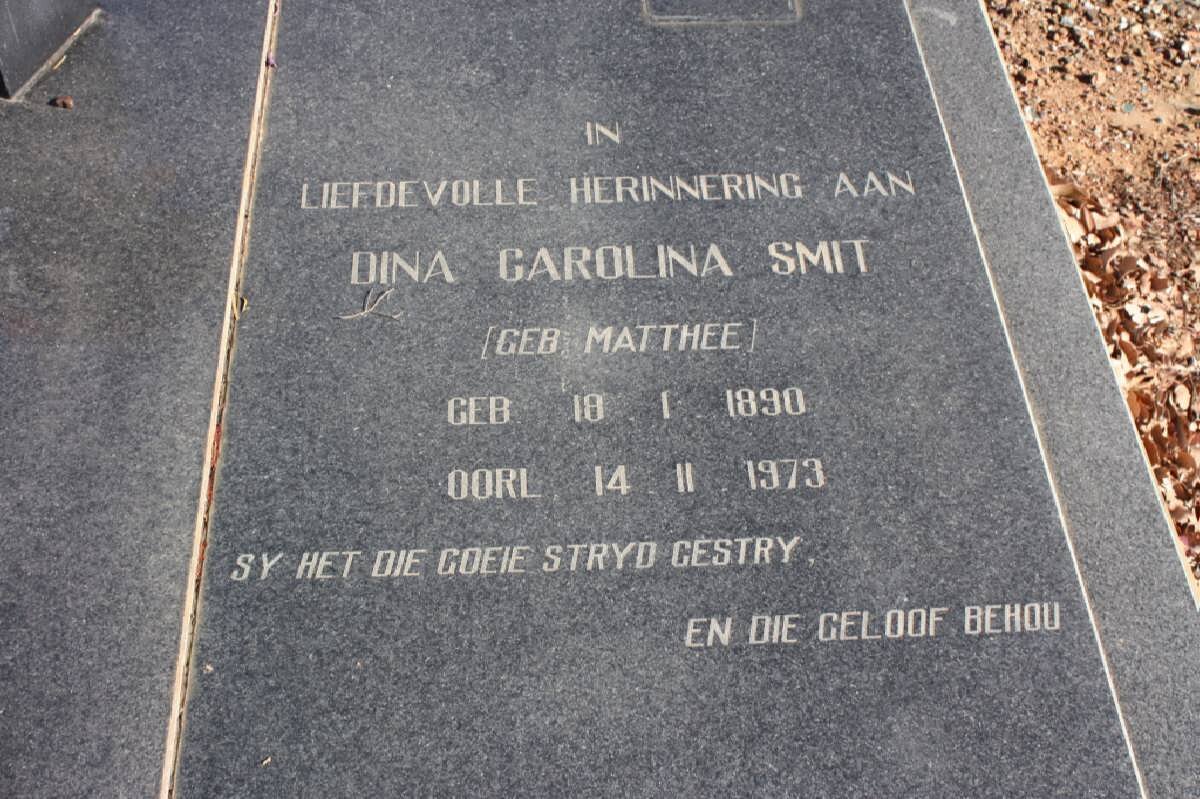 IN
LIEFDEVOLLE HERINNERING AAN
DINA CAROLINA SMIT
[GEB MATTHEE]
GEB 18 1 1890
OORL 14 11 1973
SY HET DIE GOEIE STRYD GESTRY,
EN DIE GELOOF BEHOU